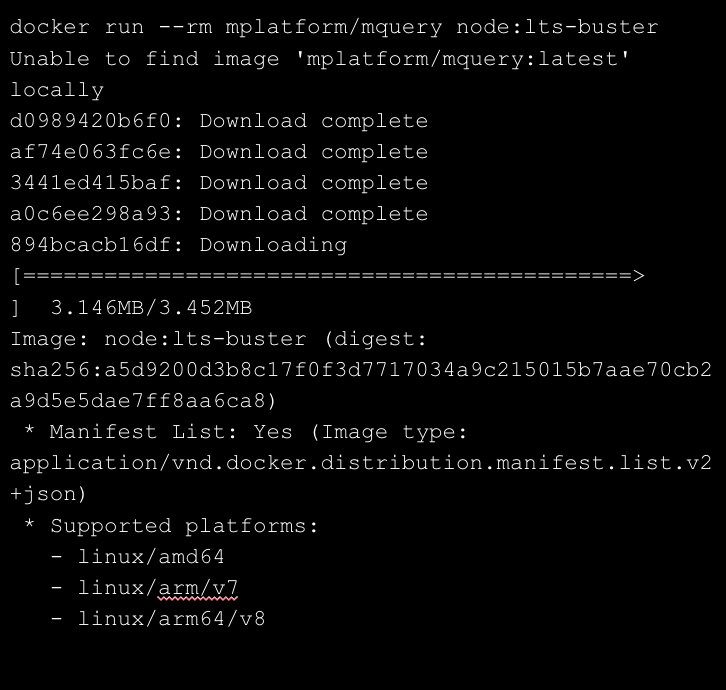 docker run --rm mplatform/mquery node:lts-buster
Unable to find image 'mplatform/mquery:latest'
locally
d0989420b6f0: Download complete
af74e063fc6e: Download complete
3441ed415baf: Download complete
a0c6ee298a93: Download complete
894bcacb16df: Downloading
[=============================================>
]  3.146MB/3.452MB
Image: node:lts-buster (digest:
sha256:a5d9200d3b8c17f0f3d7717034a9c215015b7aae70cb2
a9d5e5dae7ff8aa6ca8)
 * Manifest List: Yes (Image type:
application/vnd.docker.distribution.manifest.list.v2
+json)
 * Supported platforms:
   - linux/amd64
   - linux/arm/v7
   - linux/arm64/v8